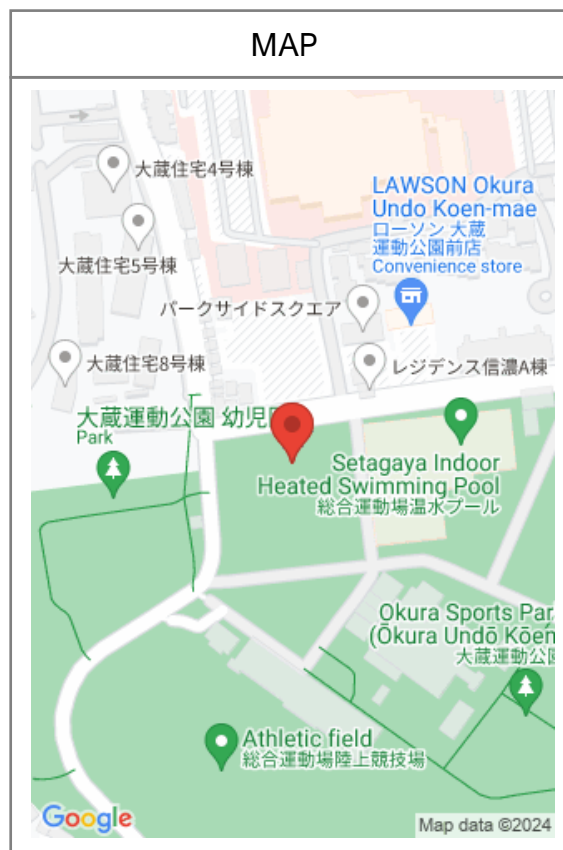 MAP
大蔵住宅4号棟
LAWSON Okura
Undo Koen-mae
ローソン 大蔵
運動公園前店
Convenience store
大蔵住宅5号棟
パークサイドスクエア
大蔵住宅8号棟
レジデンス信濃A棟
大蔵運動公園 幼児
Park
Setagaya Indoor
Heated Swimming Pool
総合運動場温水プール
Okura Sports Par
(Ōkura Undō Kōen
大蔵運動公園
Athletic field
総合運動場陸上競技場
Google
Map data ©2024